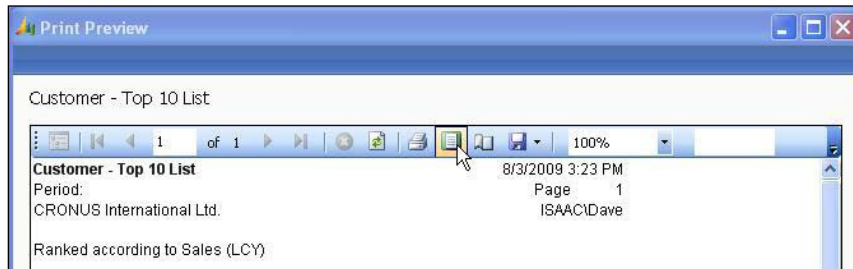 Print Preview
Customer - Top 10 List
1 of 1 100%
Customer - Top 10 List 8/3/2009 3:23 PM
Period: Page 1
CRONUS International Ltd. ISAAC\Dave
Ranked according to Sales (LCY)